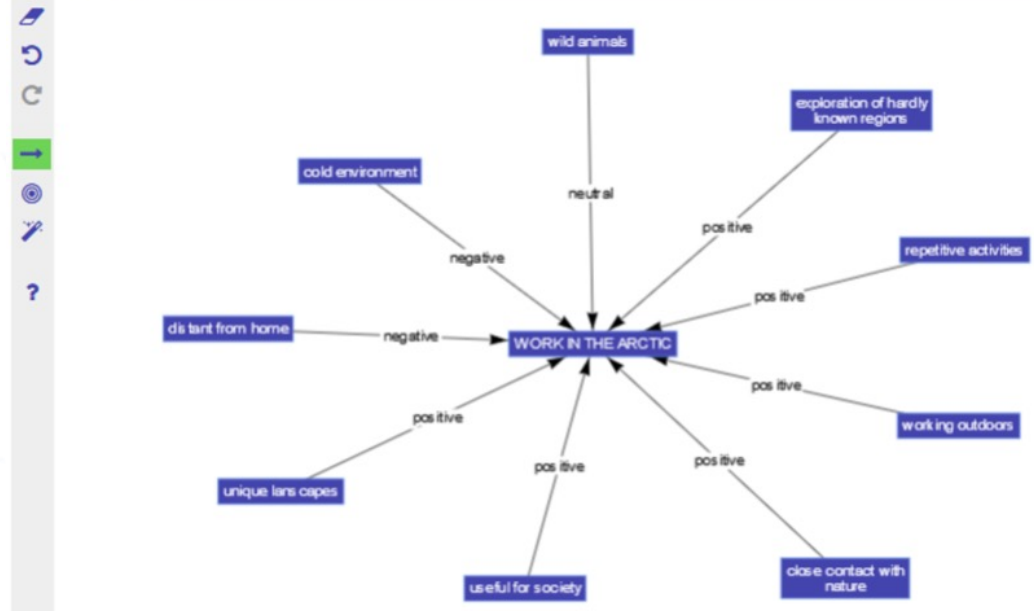 wild animals
exploration of hardly
known regions
cold environment
neutral
positive
repetitive activities
negative
positive
distant from home
negative
WORK IN THE ARCTIC
positive
positive
working outdoors
positive
positive
unique lanscapes
close contact with
nature
useful for society
?